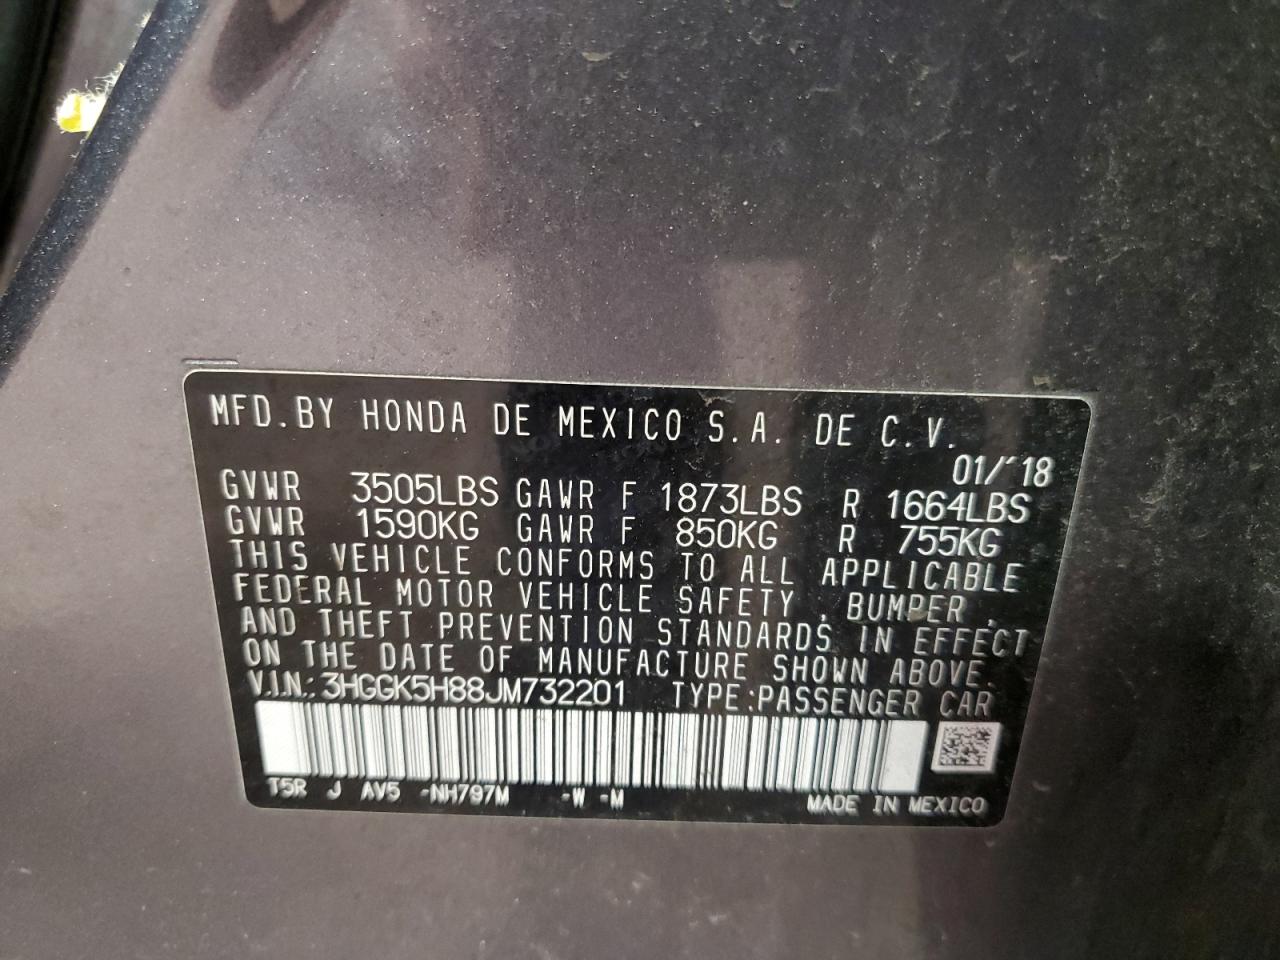 MFD. BY HONDA DE MEXICO S.A. DE C.V.
01/'18
GVWR 3505LBS GAWR F 1873LBS R 1664LBS
GVWR 1590KG GAWR F 850KG R 755KG
THIS VEHICLE CONFORMS TO ALL APPLICABLE
FEDERAL MOTOR VEHICLE SAFETY, BUMPER,
AND THEFT PREVENTION STANDARDS IN EFFECT
ON THE DATE OF MANUFACTURE SHOWN ABOVE.
V.I.N.: 3HGGK5H88JM732201 TYPE:PASSENGER CAR
T5R J AV5 -NH797M -W -M MADE IN MEXICO